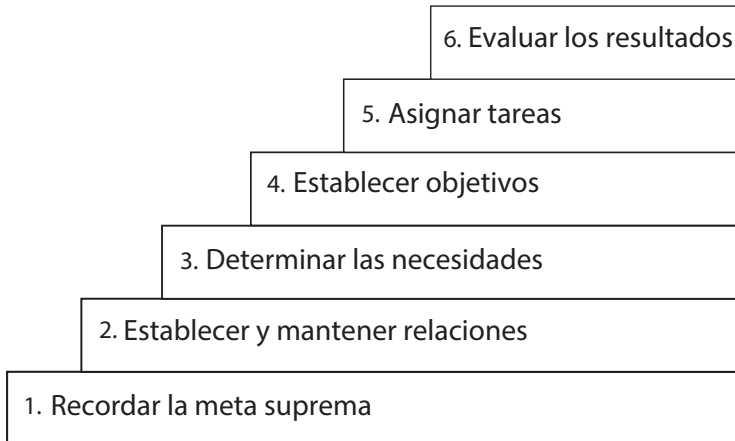 6. Evaluar los resultados
5. Asignar tareas
4. Establecer objetivos
3. Determinar las necesidades
2. Establecer y mantener relaciones
1. Recordar la meta suprema